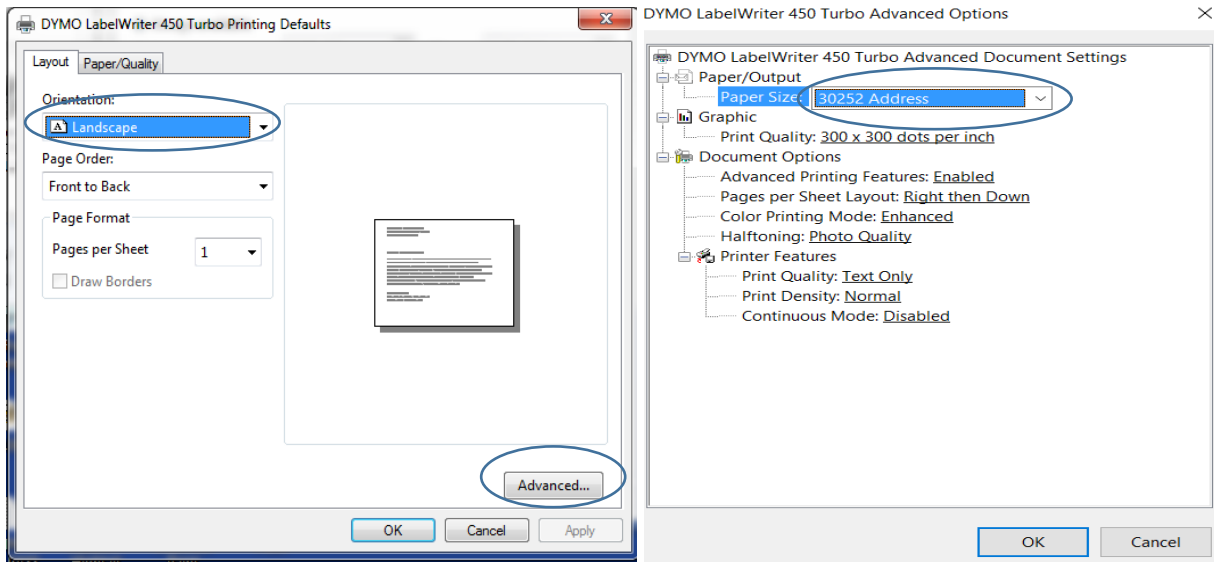 DYMO LabelWriter 450 Turbo Printing Defaults
Layout
Paper/Quality
Orientation:
A Landscape
Page Order:
Front to Back
Page Format
Pages per Sheet
1
Draw Borders
Advanced...
OK
Cancel
Apply
DYMO LabelWriter 450 Turbo Advanced Options
DYMO LabelWriter 450 Turbo Advanced Document Settings
Paper/Output
Paper Size: 30252 Address
Graphic
Print Quality: 300 x 300 dots per inch
Document Options
Advanced Printing Features: Enabled
Pages per Sheet Layout: Right then Down
Color Printing Mode: Enhanced
Halftoning: Photo Quality
Printer Features
Print Quality: Text Only
Print Density: Normal
Continuous Mode: Disabled
OK
Cancel